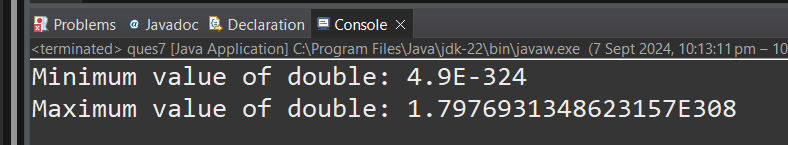 Problems @ Javadoc Declaration Console ×
<terminated> ques7 [Java Application] C:\Program Files\Java\jdk-22\bin\javaw.exe (7 Sept 2024, 10:13:11 pm – 10
Minimum value of double: 4.9E-324
Maximum value of double: 1.7976931348623157E308